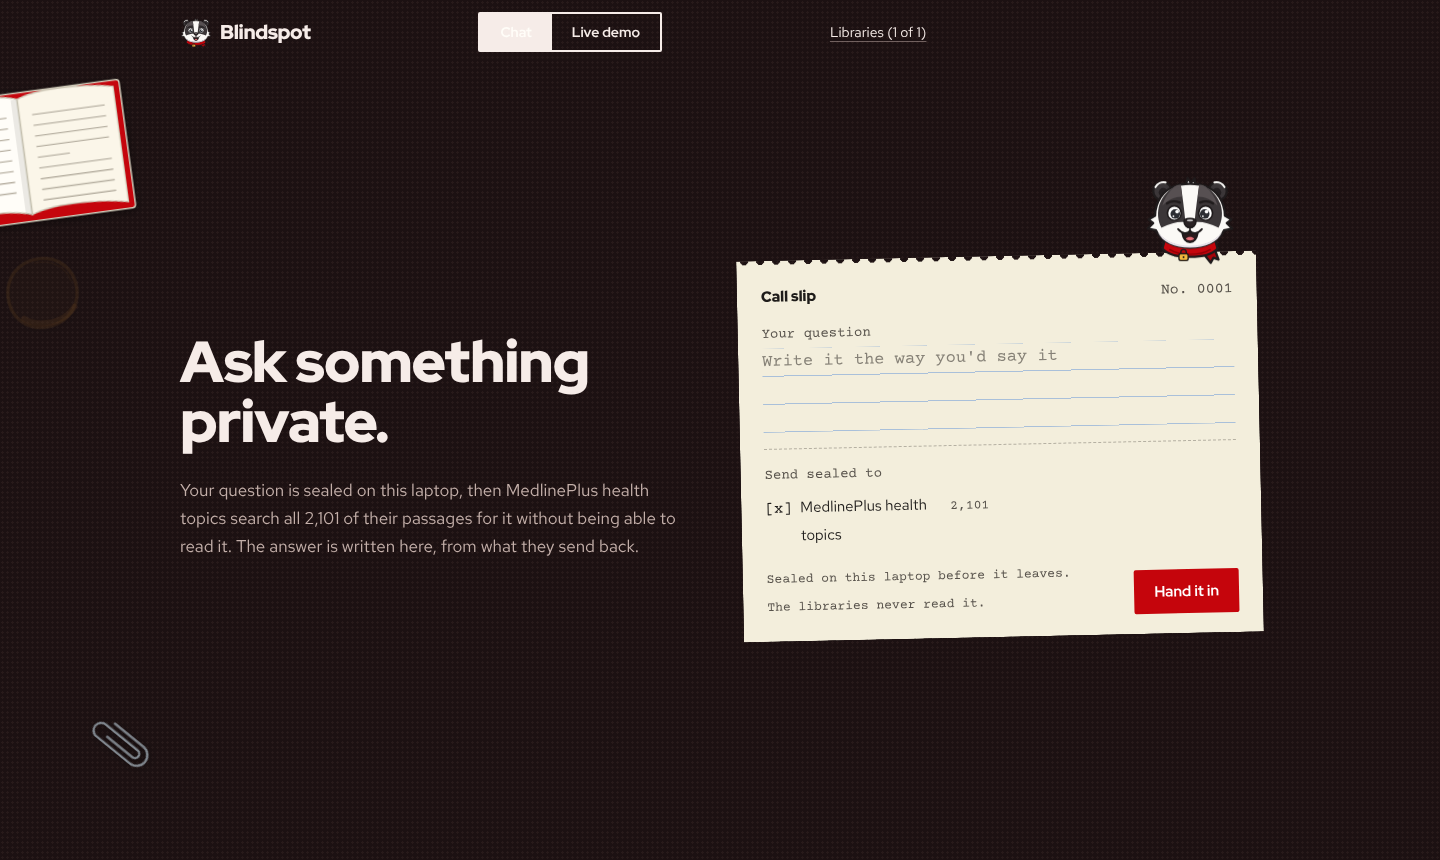 Blindspot
Chat
Live demo
Libraries (1 of 1)
Ask something
private.
Your question is sealed on this laptop, then MedlinePlus health
topics search all 2,101 of their passages for it without being able to
read it. The answer is written here, from what they send back.
Call slip
No. 0001
Your question
Write it the way you'd say it
Send sealed to
[x] MedlinePlus health 2,101
topics
Sealed on this laptop before it leaves.
The libraries never read it.
Hand it in